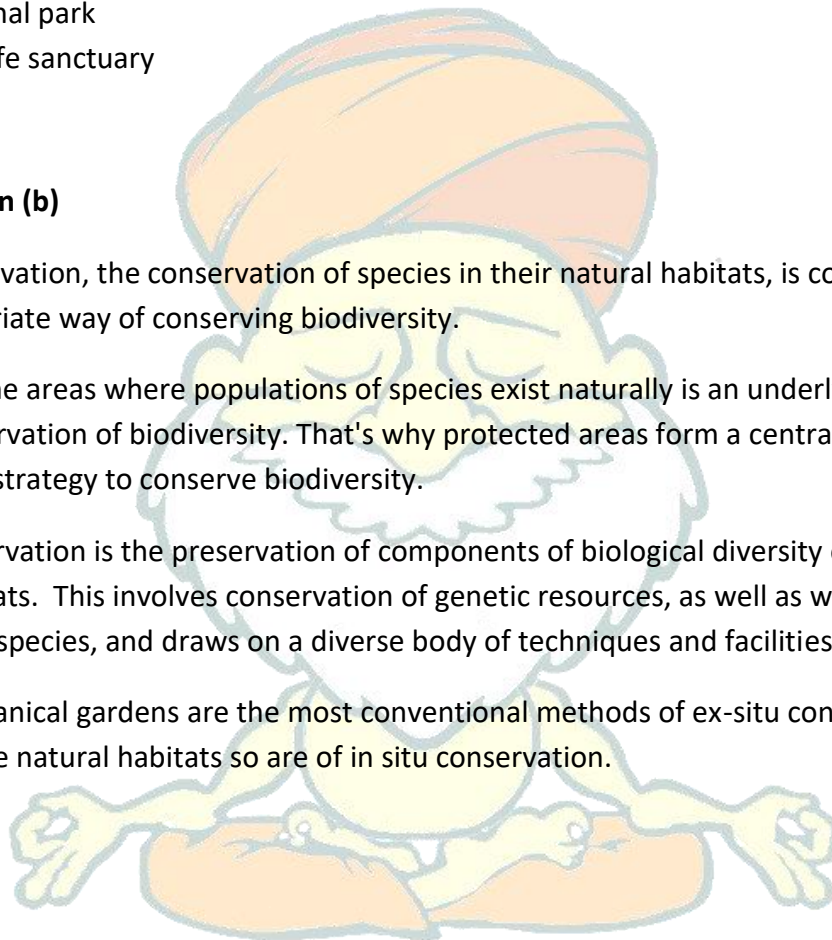 nal park
fe sanctuary
n (b)
vation, the conservation of species in their natural habitats, is co
riate way of conserving biodiversity.
ne areas where populations of species exist naturally is an underl
rvation of biodiversity. That's why protected areas form a centra
strategy to conserve biodiversity.
rvation is the preservation of components of biological diversity
ats. This involves conservation of genetic resources, as well as w
species, and draws on a diverse body of techniques and facilities
anical gardens are the most conventional methods of ex-situ con
e natural habitats so are of in situ conservation.